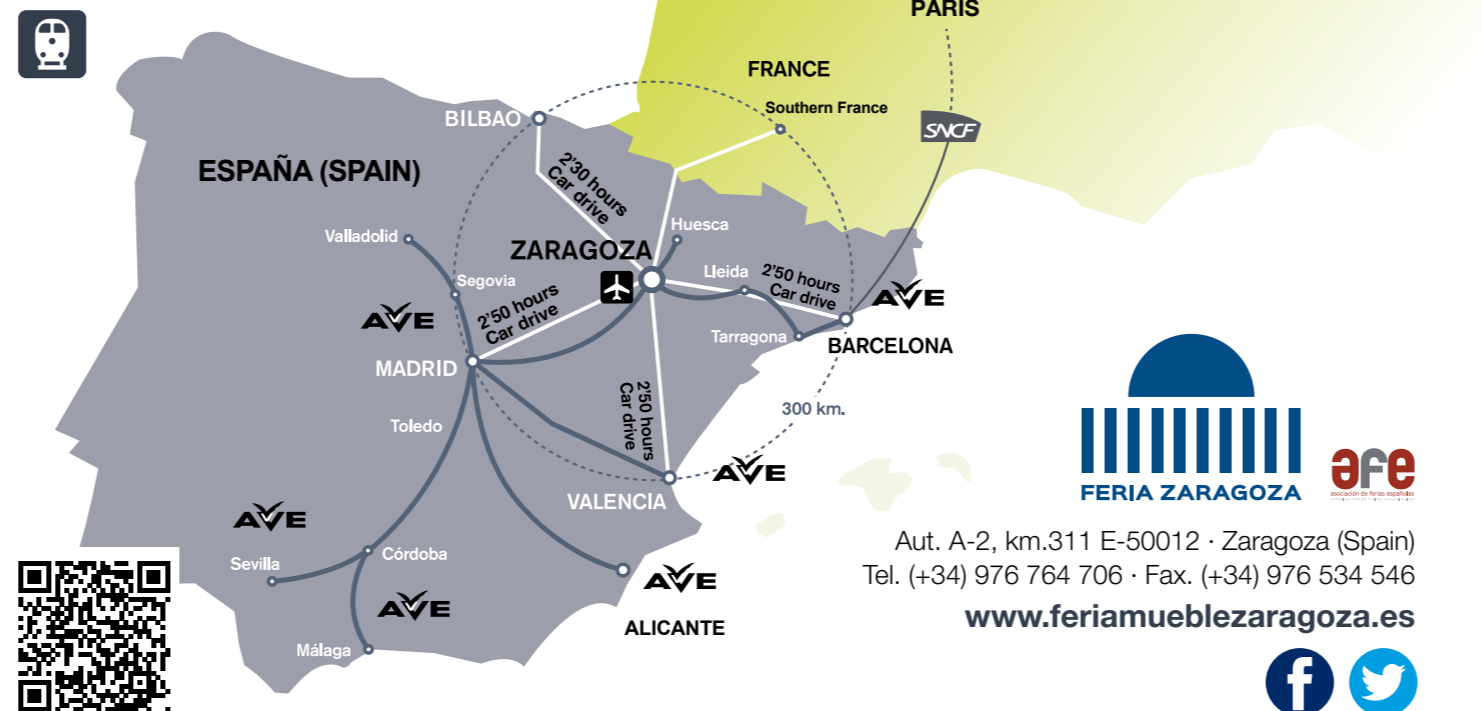 PARIS
FRANCE
Southern France
SNCF
BILBAO
ESPAÑA (SPAIN)
2'30 hours
Car drive
Valladolid
Huesca
ZARAGOZA
Segovia
Lleida
2'50 hours
Car drive
AVE
2'50 hours
Car drive
AVE
Tarragona
BARCELONA
MADRID
2'50 hours
Car drive
300 km.
Toledo
AVE
VALENCIA
AVE
Córdoba
Sevilla
AVE
AVE
ALICANTE
Málaga
FERIA ZARAGOZA
afe
asociación de ferias españolas
Aut. A-2, km.311 E-50012 · Zaragoza (Spain)
Tel. (+34) 976 764 706 · Fax. (+34) 976 534 546
www.feriamueblezaragoza.es
f